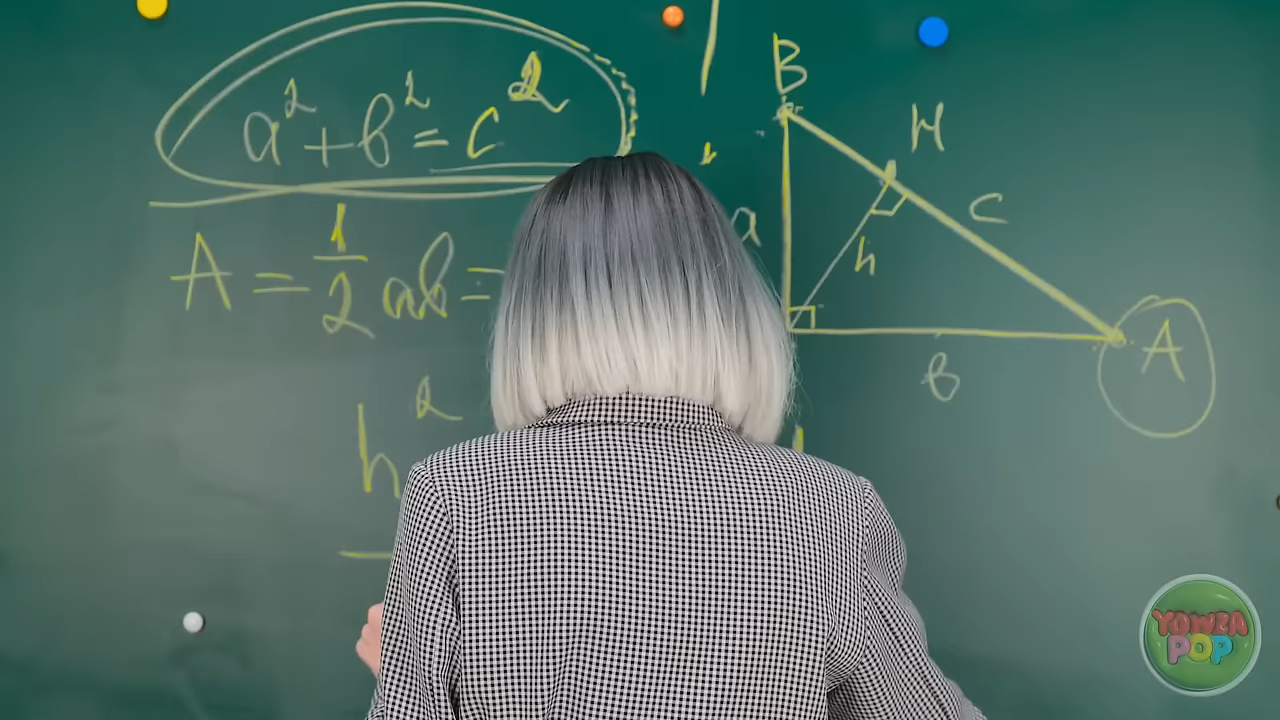 a² + b² = c²
A = 1/2 ab =
h²
B
H
a
c
h
A
b
YOWZA
POP